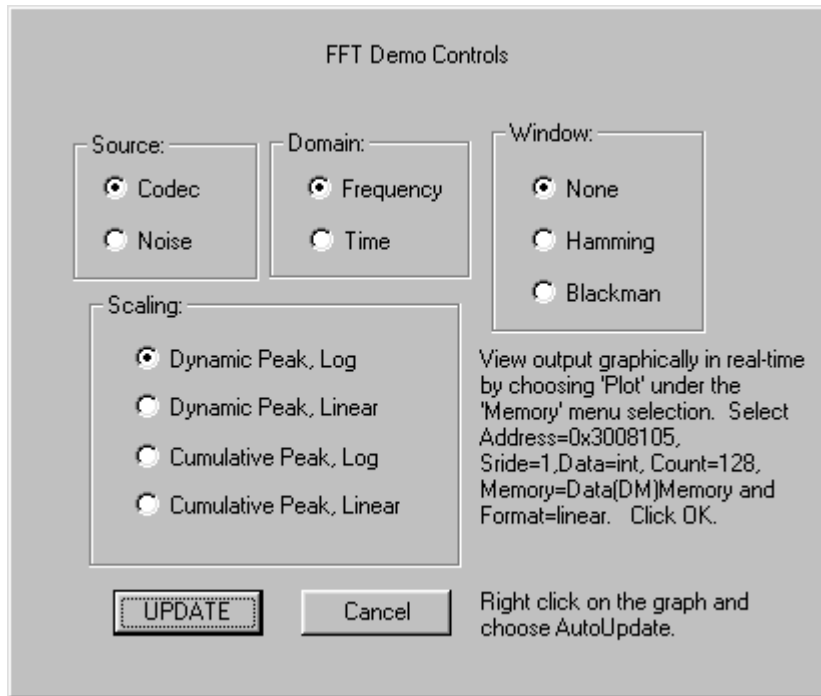 FFT Demo Controls
Source:
Codec
Noise
Domain:
Frequency
Time
Window:
None
Hamming
Blackman
Scaling:
Dynamic Peak, Log
Dynamic Peak, Linear
Cumulative Peak, Log
Cumulative Peak, Linear
View output graphically in real-time
by choosing 'Plot' under the
'Memory' menu selection.  Select
Address=0x3008105,
Sride=1,Data=int, Count=128,
Memory=Data(DM)Memory and
Format=linear.   Click OK.
UPDATE
Cancel
Right click on the graph and
choose AutoUpdate.